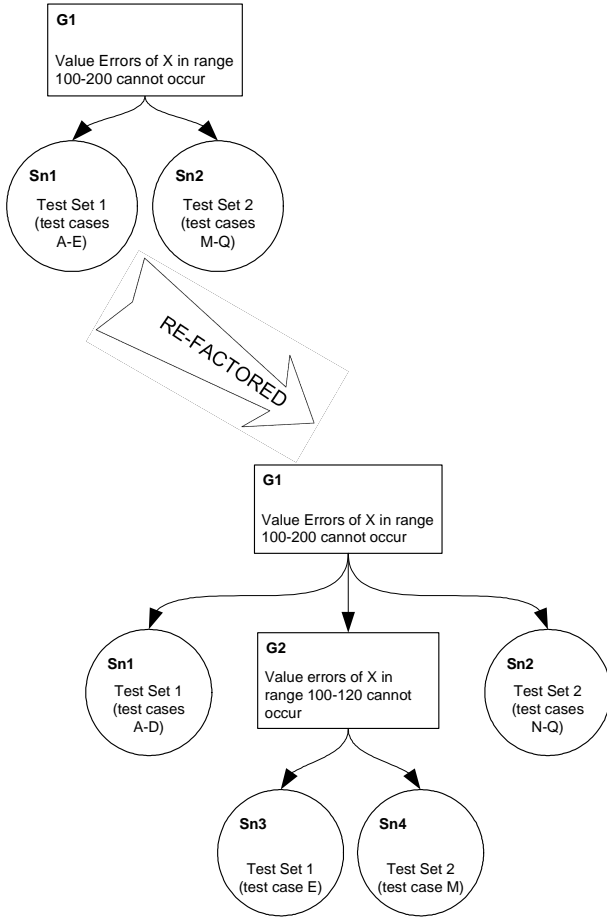 G1
Value Errors of X in range
100-200 cannot occur
Sn1
Test Set 1
(test cases
A-E)
Sn2
Test Set 2
(test cases
M-Q)
RE-FACTORED
G1
Value Errors of X in range
100-200 cannot occur
Sn1
Test Set 1
(test cases
A-D)
G2
Value errors of X in
range 100-120 cannot
occur
Sn2
Test Set 2
(test cases
N-Q)
Sn3
Test Set 1
(test case E)
Sn4
Test Set 2
(test case M)